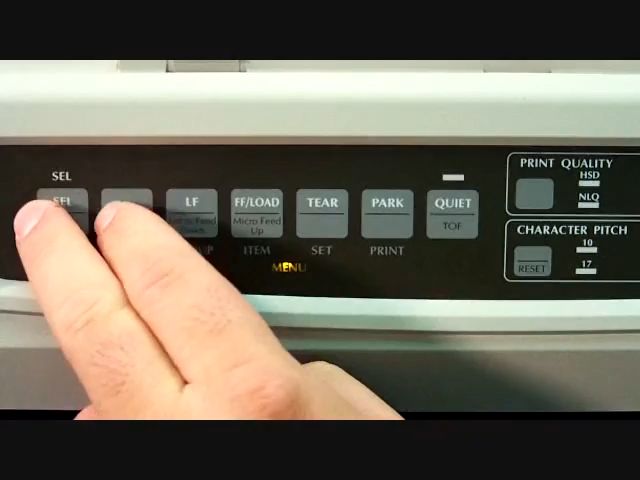 SEL
SEL
LF
FF/LOAD
Micro Feed
Up
ITEM
TEAR
SET
PARK
PRINT
QUIET
TOF
MENU
PRINT QUALITY
HSD
NLQ
CHARACTER PITCH
10
17
RESET